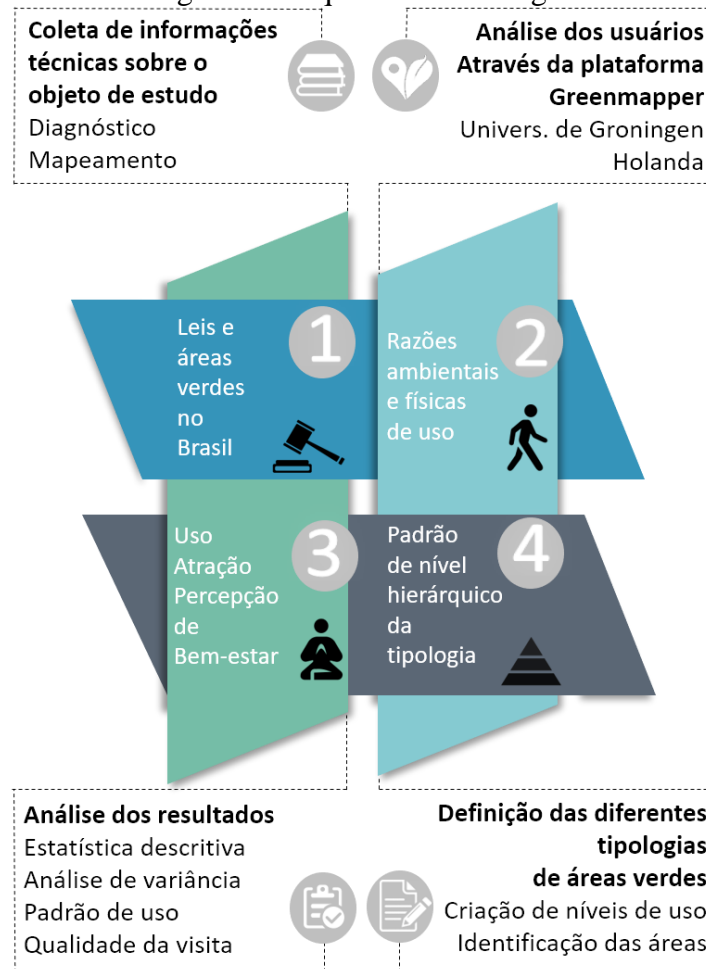 Coleta de informações
técnicas sobre o
objeto de estudo
Diagnóstico
Mapeamento
Análise dos usuários
Através da plataforma
Greenmapper
Univers. de Groningen
Holanda
Leis e
áreas
verdes
no
Brasil
1
Razões
ambientais
e físicas
de uso
2
Uso
Atração
Percepção
de
Bem-estar
3
Padrão
de nível
hierárquico
da
tipologia
4
Análise dos resultados
Estatística descritiva
Análise de variância
Padrão de uso
Qualidade da visita
Definição das diferentes
tipologias
de áreas verdes
Criação de níveis de uso
Identificação das áreas